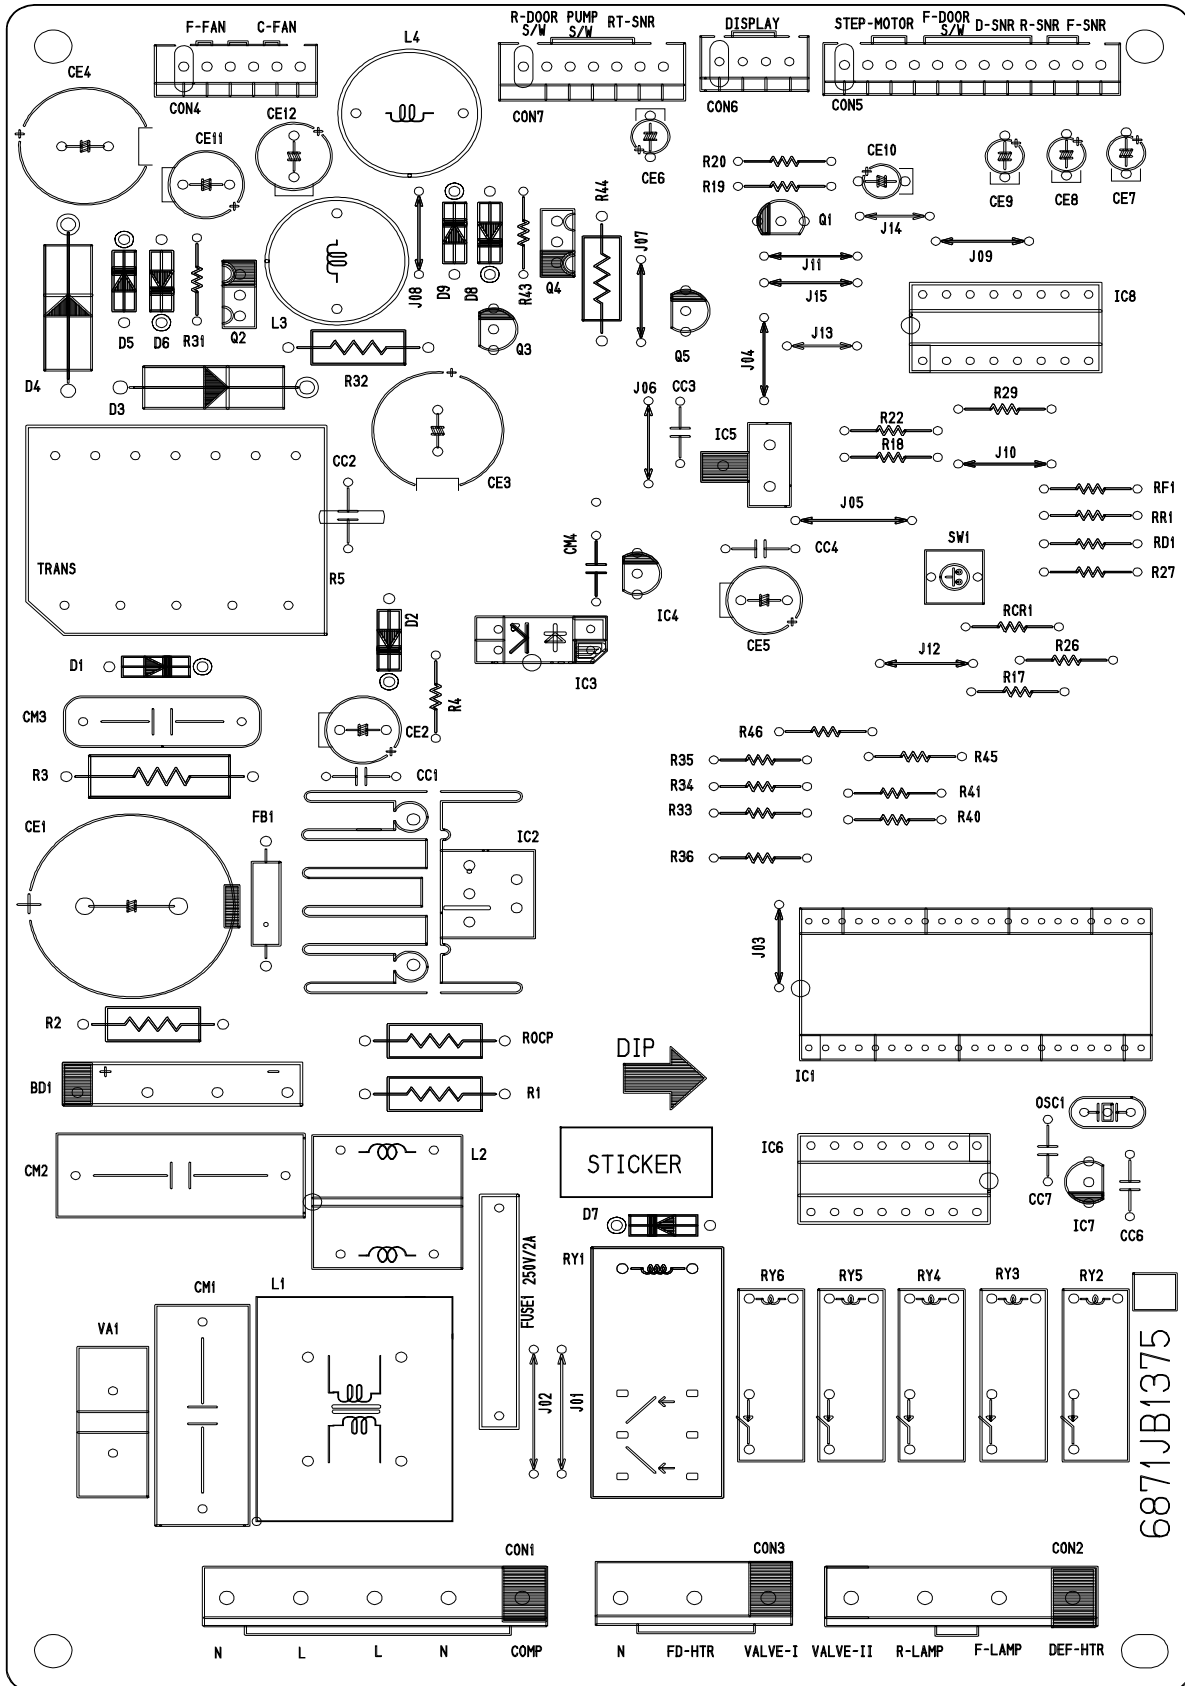 F-FAN C-FAN
L4
R-DOOR S/W PUMP S/W RT-SNR
DISPLAY
STEP-MOTOR F-DOOR S/W D-SNR R-SNR F-SNR
CE4
CON4
CE12
CE11
CON7
CON6
CON5
CE6
R20
R19
CE10
CE9
CE8
CE7
R44
Q1
J14
J09
J07
J11
J15
J08
D9
D8
R43
Q4
D5
D6
R31
Q2
L3
Q3
Q5
J04
J13
IC8
D4
D3
R32
J06
CC3
R29
R22
R18
IC5
J10
CC2
CE3
J05
RF1
RR1
RD1
R27
CM4
CC4
SW1
TRANS
R5
D2
IC4
CE5
RCR1
J12
R26
D1
IC3
R17
CM3
R4
CE2
R46
R35
R45
R3
CC1
R34
R41
R33
R40
CE1
FB1
IC2
R36
J03
R2
ROCP
DIP
IC1
BD1
+ -
R1
OSC1
IC6
CM2
L2
STICKER
CC7
IC7
CC6
D7
RY1
RY6
RY5
RY4
RY3
RY2
CM1
L1
FUSE1 250V/2A
VA1
J02
J01
6871JB1375
CON1
CON3
CON2
N L L N COMP
N FD-HTR VALVE-I
VALVE-II R-LAMP F-LAMP DEF-HTR